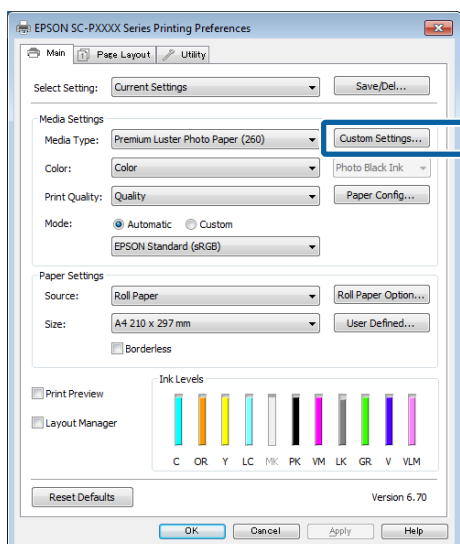 EPSON SC-PXXXX Series Printing Preferences
Main Page Layout Utility
Select Setting: Current Settings Save/Del...
Media Settings
Media Type: Premium Luster Photo Paper (260) Custom Settings...
Color: Color Photo Black Ink
Print Quality: Quality Paper Config...
Mode: Automatic Custom
EPSON Standard (sRGB)
Paper Settings
Source: Roll Paper Roll Paper Option...
Size: A4 210 x 297 mm User Defined...
Borderless
Ink Levels
Print Preview
Layout Manager
C OR Y LC MK PK VM LK GR V VLM
Reset Defaults Version 6.70
OK Cancel Apply Help